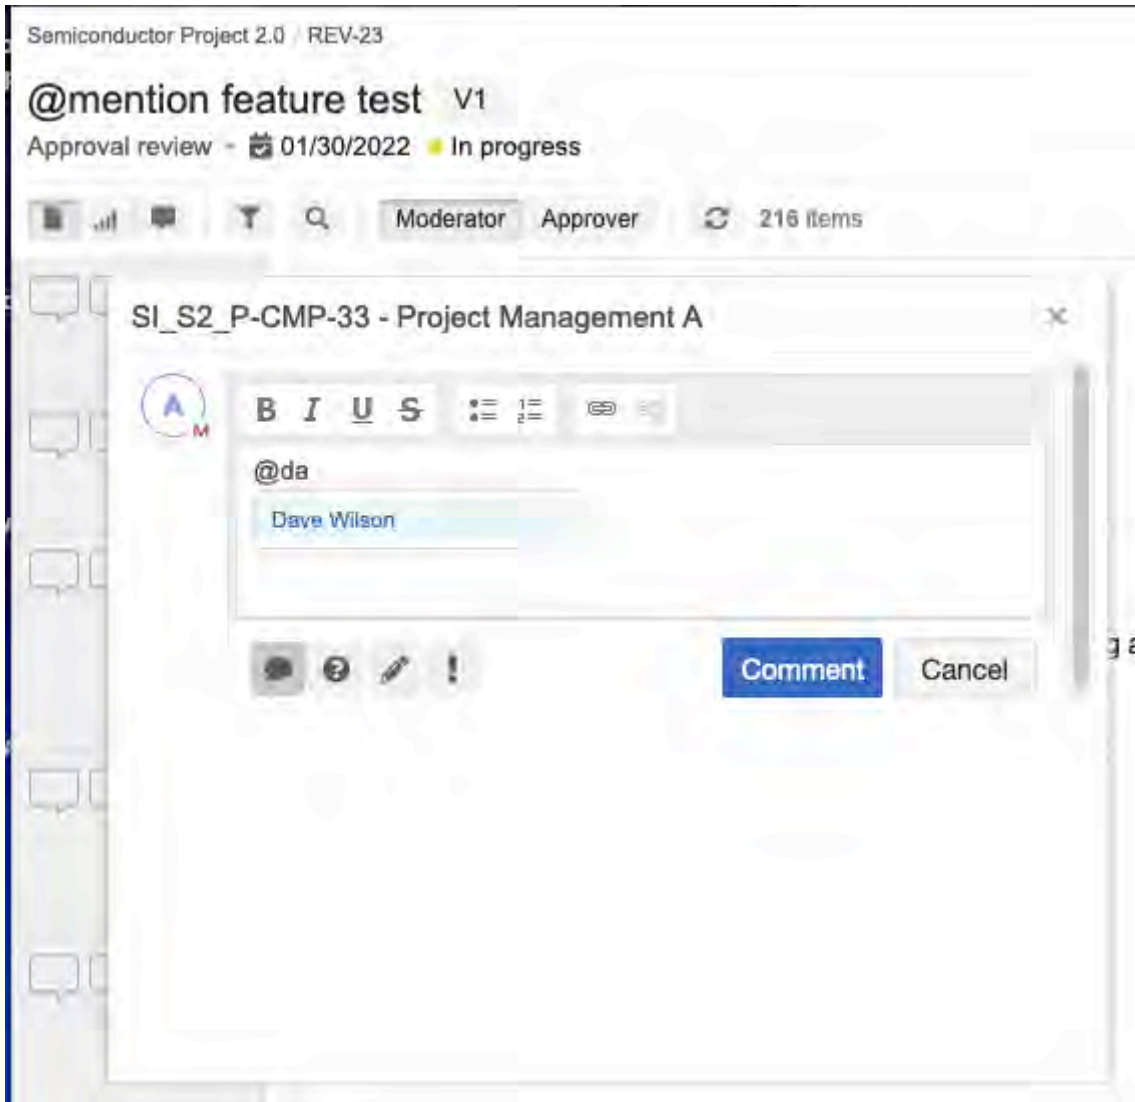 Semiconductor Project 2.0 / REV-23
@mention feature test V1
Approval review - 01/30/2022 In progress
Moderator Approver 216 items
SI_S2_P-CMP-33 - Project Management A
A
M
B I U S
@da
Dave Wilson
Comment Cancel
g a